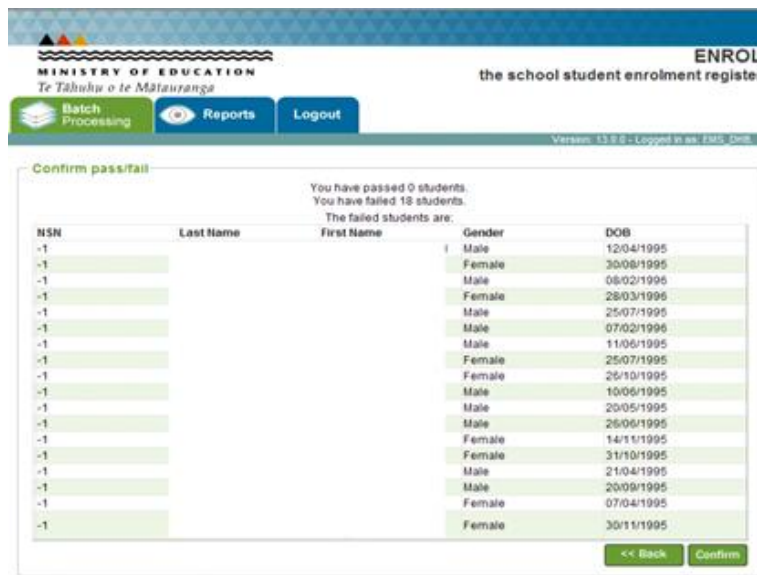 MINISTRY OF EDUCATION
Te Tāhuhu o te Mātauranga
ENROL
the school student enrolment registe
Batch Processing
Reports
Logout
Version: 13.9.0 - Logged in as: EMS_DHB,
Confirm pass/fail
You have passed 0 students.
You have failed 18 students.
The failed students are:
NSN Last Name First Name Gender DOB
-1 Male 12/04/1995
-1 Female 30/08/1995
-1 Male 08/02/1996
-1 Female 28/03/1996
-1 Male 25/07/1995
-1 Male 07/02/1996
-1 Male 11/06/1995
-1 Female 25/07/1995
-1 Female 26/10/1995
-1 Male 10/06/1995
-1 Male 20/05/1995
-1 Male 26/06/1995
-1 Female 14/11/1995
-1 Female 31/10/1995
-1 Male 21/04/1995
-1 Male 20/09/1995
-1 Female 07/04/1995
-1 Female 30/11/1995
<< Back Confirm